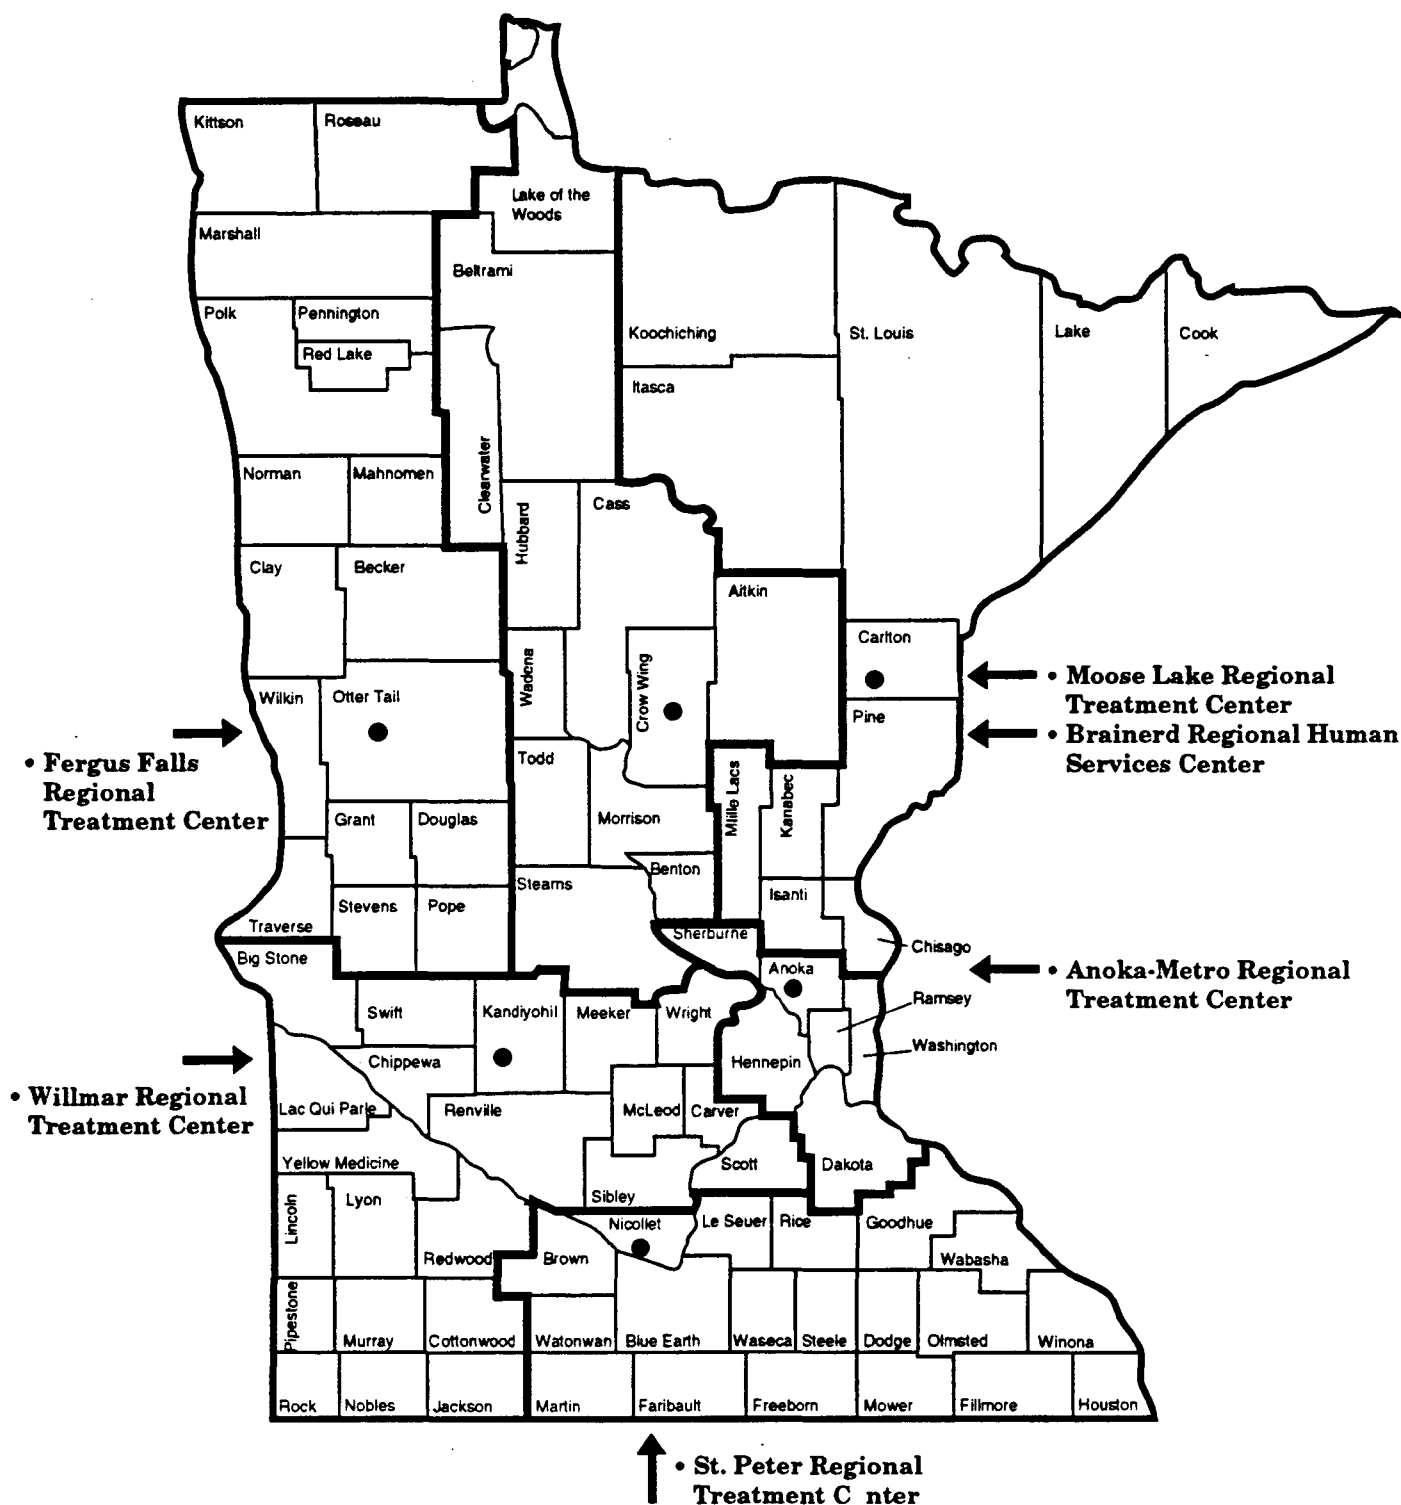 Kittson
Roseau
Lake of the
Woods
Marshall
Beltrami
Polk
Pennington
Red Lake
Koochiching
St. Louis
Lake
Cook
Itasca
Norman
Mahnomen
Clearwater
Hubbard
Cass
Clay
Becker
Aitkin
Carlton
Wilkin
Otter Tail
Wadena
Crow Wing
Pine
• Moose Lake Regional
Treatment Center
• Brainerd Regional Human
Services Center
• Fergus Falls
Regional
Treatment Center
Todd
Mille Lacs
Kanabec
Grant
Douglas
Morrison
Benton
Stearns
Isanti
Stevens
Pope
Traverse
Sherburne
Chisago
Big Stone
Anoka
• Anoka-Metro Regional
Treatment Center
Swift
Kandiyohil
Meeker
Wright
Ramsey
Washington
Chippewa
Hennepin
• Willmar Regional
Treatment Center
Lac Qui Parle
Renville
McLeod
Carver
Yellow Medicine
Scott
Dakota
Lincoln
Lyon
Sibley
Nicollet
Le Seuer
Rice
Goodhue
Redwood
Brown
Wabasha
Pipestone
Murray
Cottonwood
Watonwan
Blue Earth
Waseca
Steele
Dodge
Olmsted
Winona
Rock
Nobles
Jackson
Martin
Faribault
Freeborn
Mower
Fillmore
Houston
• St. Peter Regional
Treatment C nter